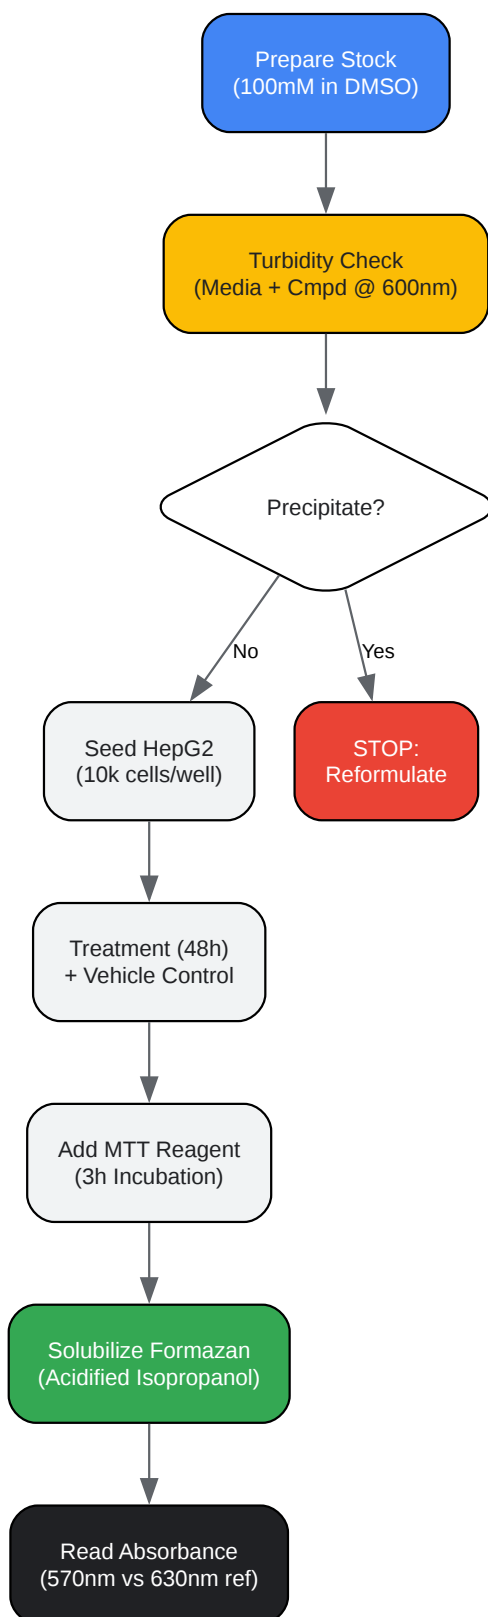 Prepare Stock
(100mM in DMSO)
Turbidity Check
(Media + Cmpd @ 600nm)
Precipitate?
No
Yes
Seed HepG2
(10k cells/well)
STOP:
Reformulate
Treatment (48h)
+ Vehicle Control
Add MTT Reagent
(3h Incubation)
Solubilize Formazan
(Acidified Isopropanol)
Read Absorbance
(570nm vs 630nm ref)